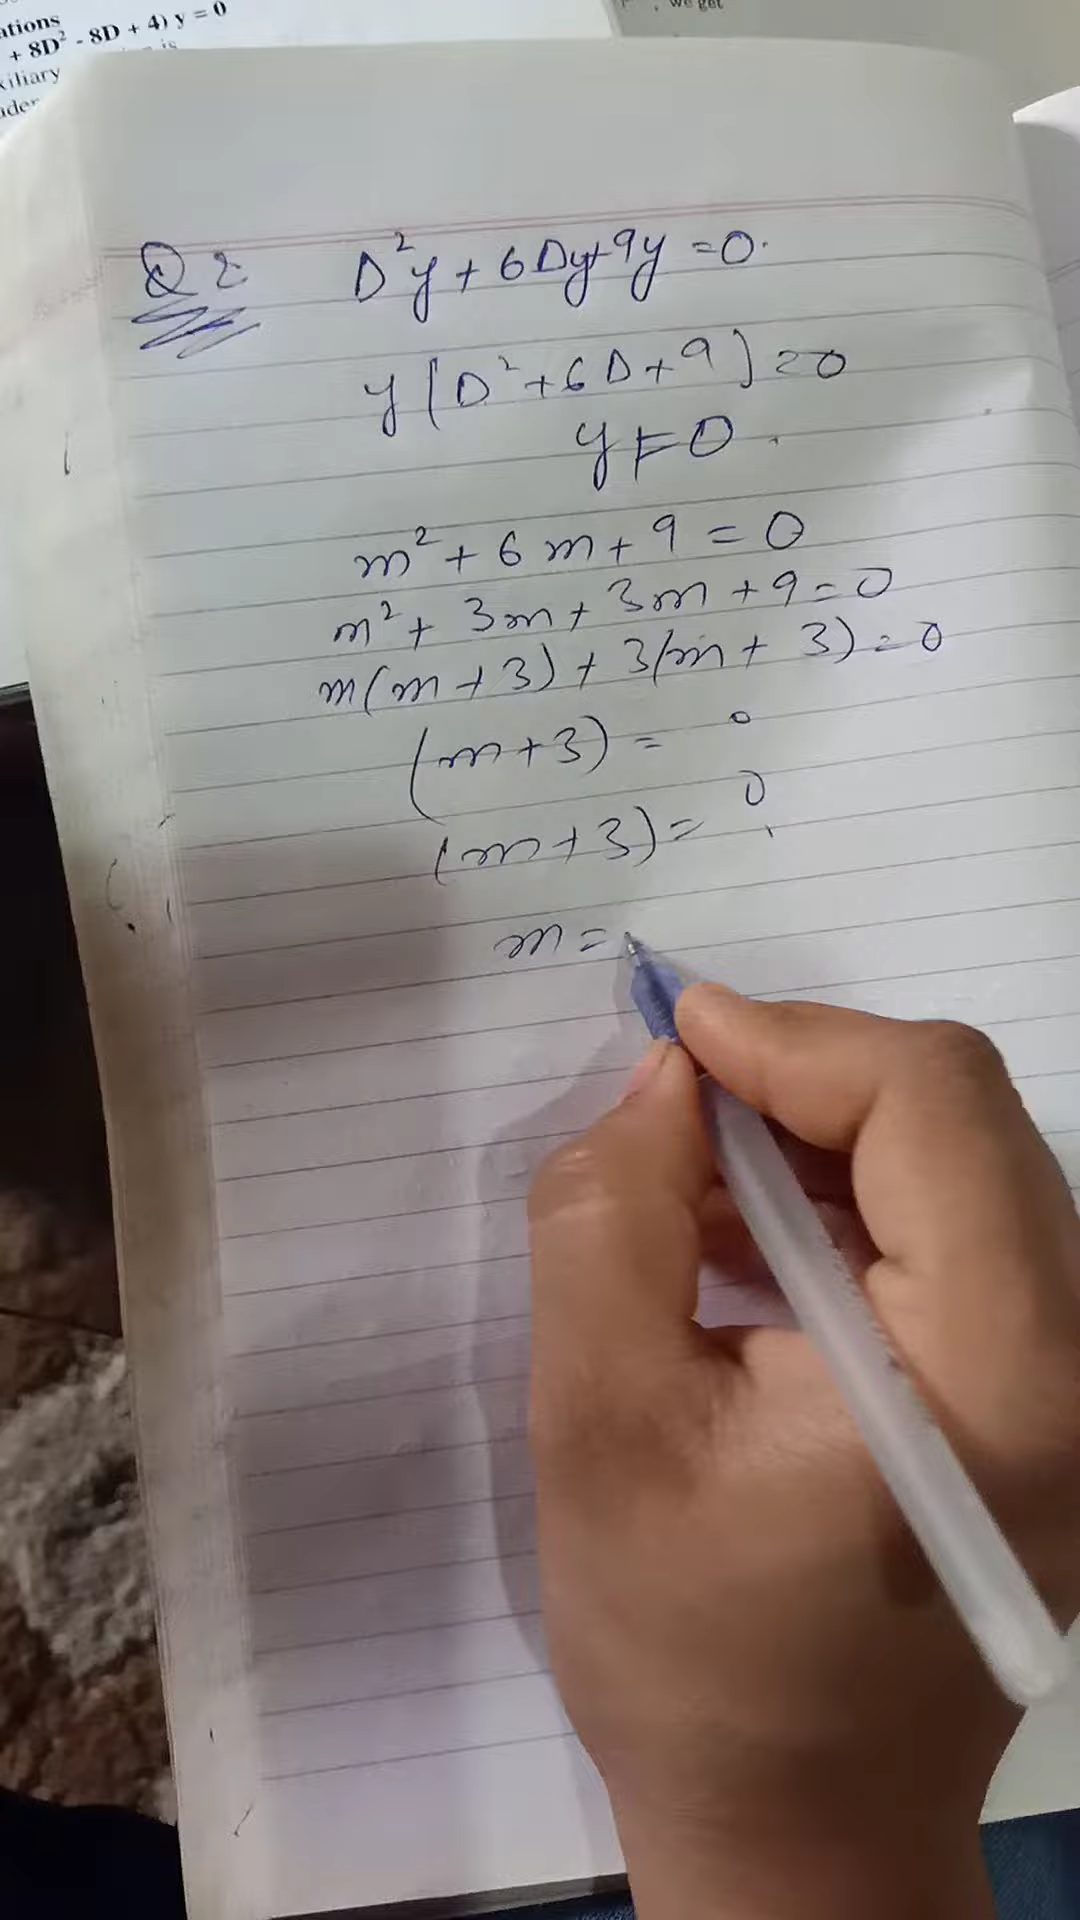 ations
+ 8D² - 8D + 4) y = 0
xiliary
, we get
Q 2 D²y + 6Dy + 9y = 0.
y [D² + 6D + 9] = 0
y ≠ 0.
m² + 6m + 9 = 0
m² + 3m + 3m + 9 = 0
m(m + 3) + 3(m + 3) = 0
(m + 3) = 0
(m + 3) = 0
m =